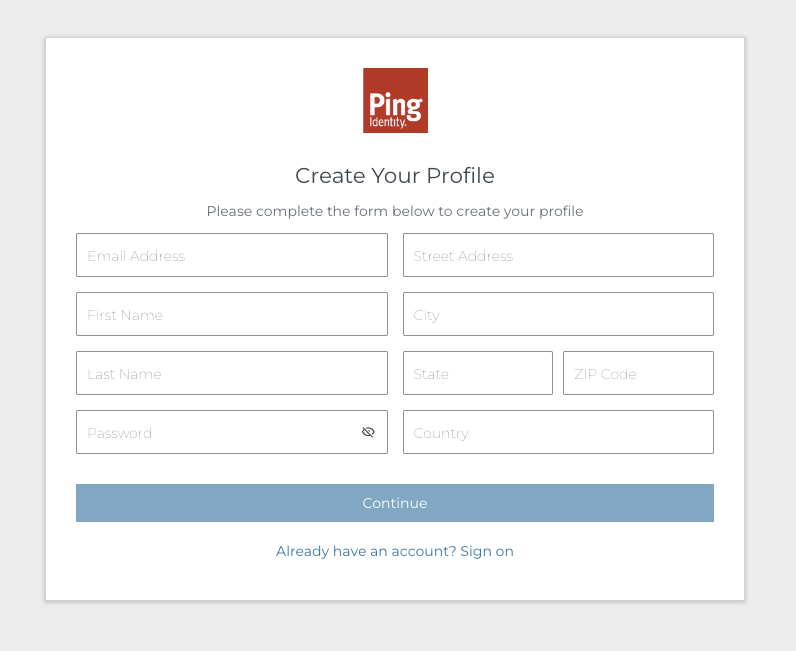 Ping
Identity.
Create Your Profile
Please complete the form below to create your profile
Email Address
Street Address
First Name
City
Last Name
State
ZIP Code
Password
Country
Continue
Already have an account? Sign on